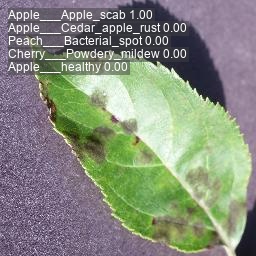 Apple___Apple_scab 1.00
Apple___Cedar_apple_rust 0.00
Peach___Bacterial_spot 0.00
Cherry___Powdery_mildew 0.00
Apple___healthy 0.00